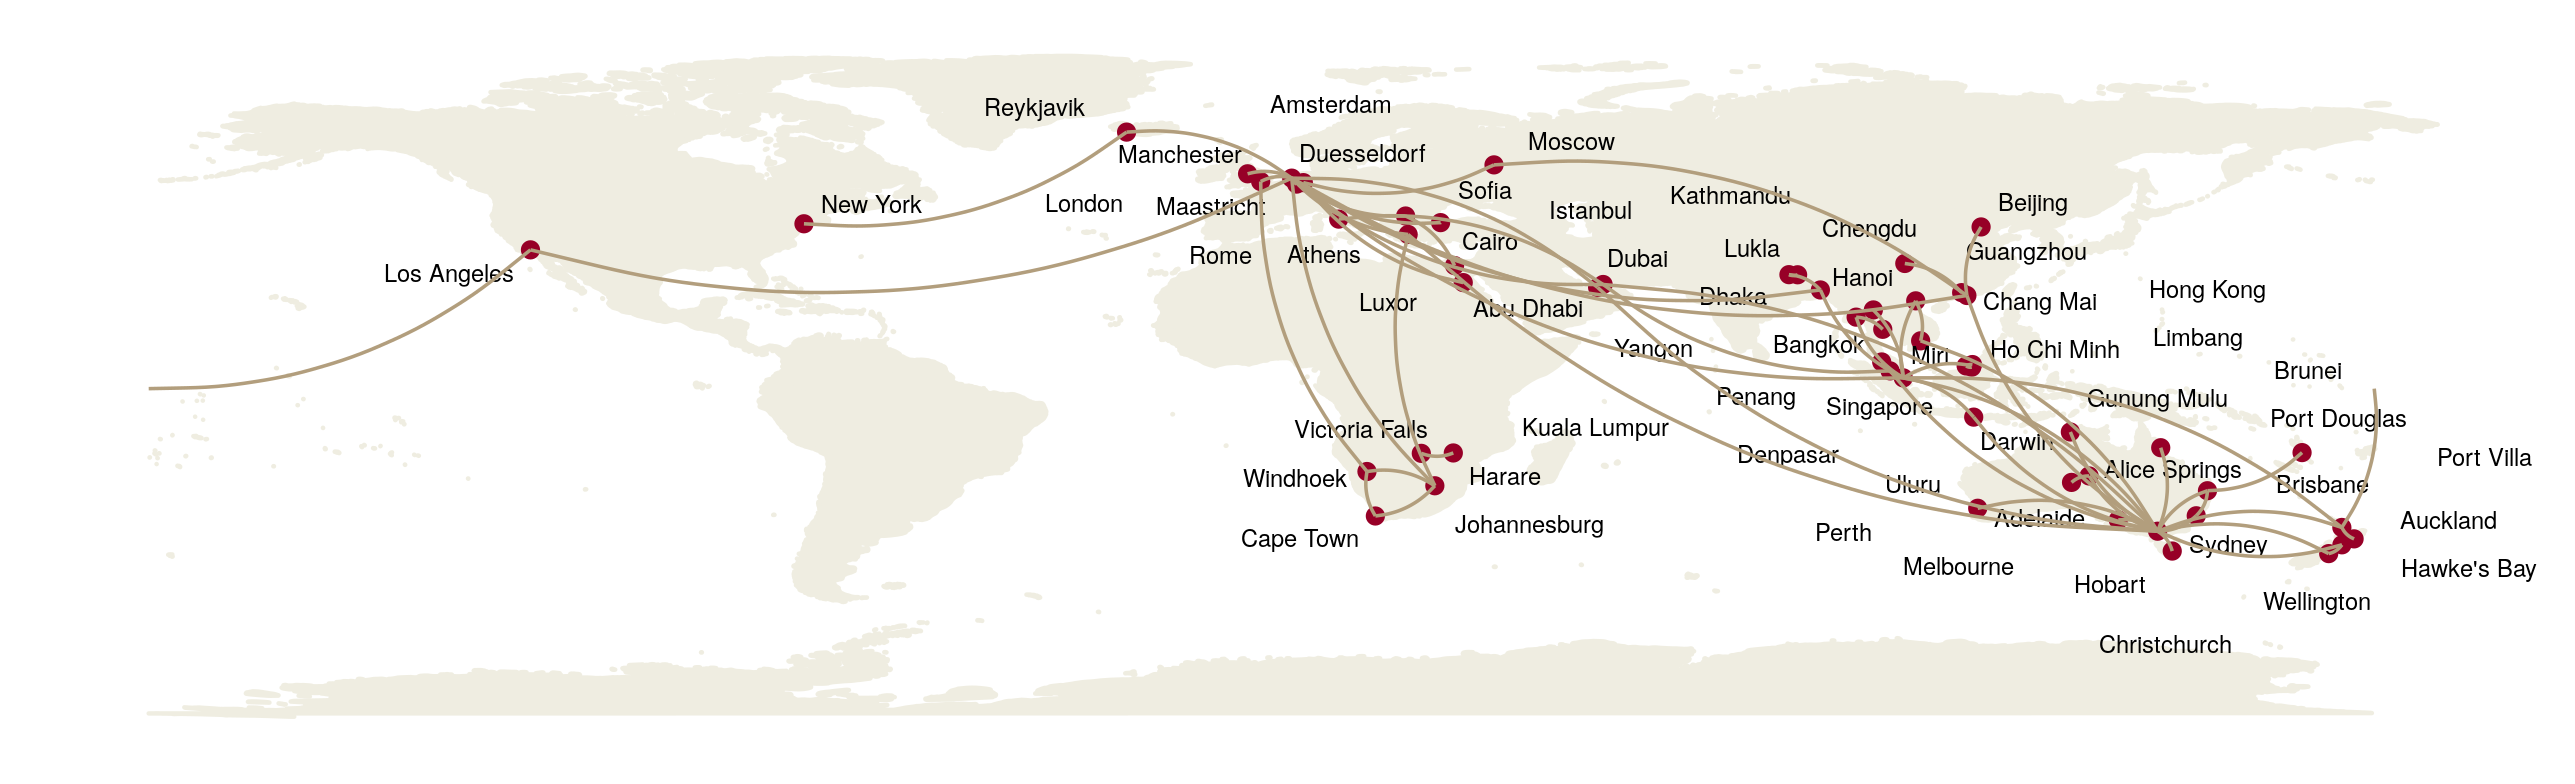 Reykjavik
Amsterdam
Moscow
Manchester
Duesseldorf
Sofia
Kathmandu
New York
London
Maastricht
Istanbul
Beijing
Rome
Athens
Cairo
Dubai
Lukla
Chengdu
Guangzhou
Los Angeles
Luxor
Abu Dhabi
Dhaka
Hanoi
Chang Mai
Hong Kong
Yangon
Bangkok
Miri
Ho Chi Minh
Limbang
Brunei
Penang
Singapore
Gunung Mulu
Port Douglas
Victoria Falls
Kuala Lumpur
Denpasar
Darwin
Port Villa
Windhoek
Harare
Uluru
Alice Springs
Brisbane
Cape Town
Johannesburg
Perth
Adelaide
Sydney
Auckland
Melbourne
Hobart
Hawke's Bay
Wellington
Christchurch